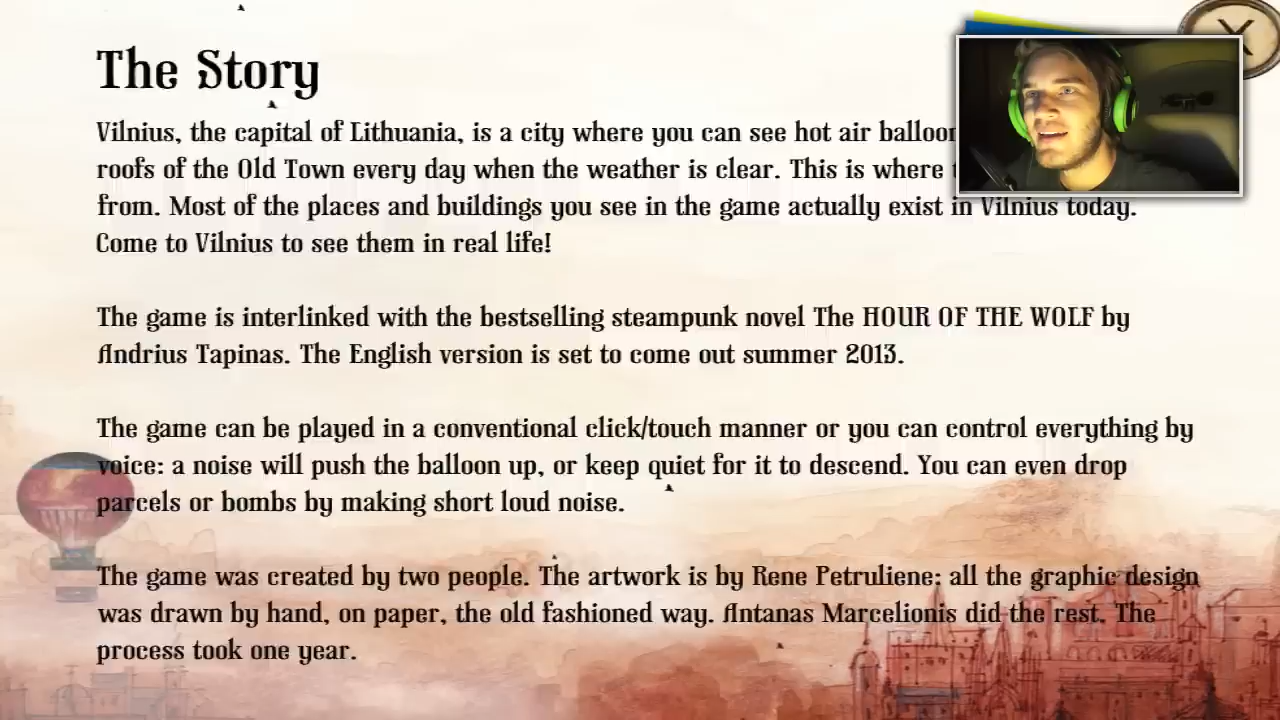 The Story
Vilnius, the capital of Lithuania, is a city where you can see hot air
roofs of the Old Town every day when the weather is clear. This is where
from. Most of the places and buildings you see in the game actually exist in Vilnius today.
Come to Vilnius to see them in real life!
The game is interlinked with the bestselling steampunk novel The HOUR OF THE WOLF by
Andrius Tapinas. The English version is set to come out summer 2013.
The game can be played in a conventional click/touch manner or you can control everything by
voice: a noise will push the balloon up, or keep quiet for it to descend. You can even drop
parcels or bombs by making short loud noise.
The game was created by two people. The artwork is by Rene Petruliene: all the graphic design
was drawn by hand, on paper, the old fashioned way. Antanas Marcelionis did the rest. The
process took one year.
X